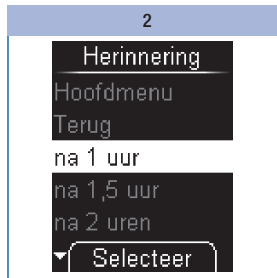 2
Herinnering
Hoofdmenu
Terug
na 1 uur
na 1,5 uur
na 2 uren
Selecteer